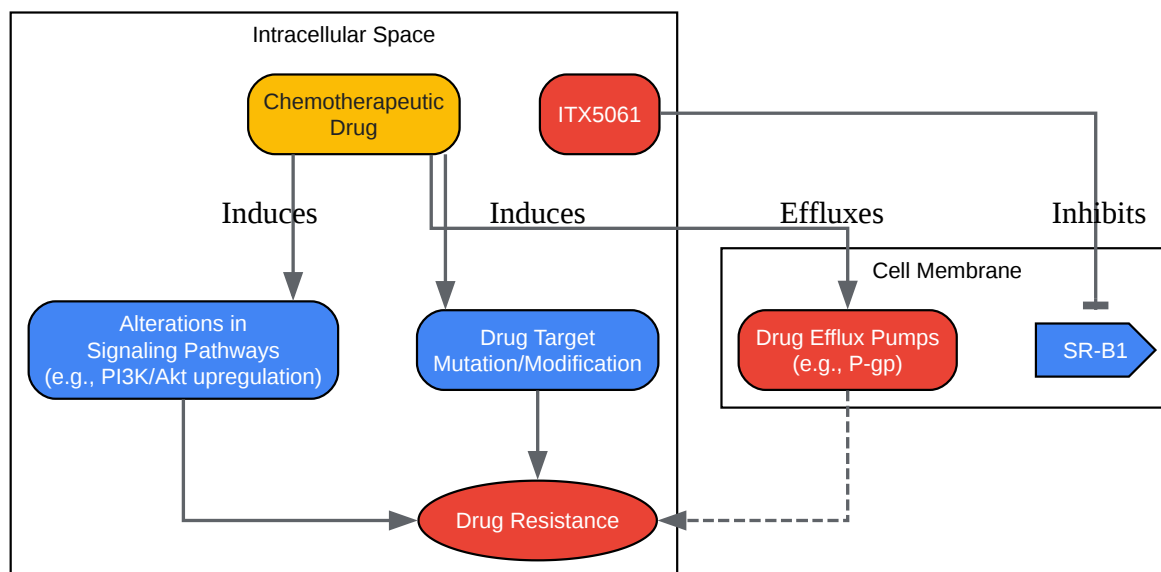 Intracellular Space
Chemotherapeutic
Drug
ITX5061
Induces
Induces
Effluxes
Inhibits
Cell Membrane
Alterations in
Signaling Pathways
(e.g., PI3K/Akt upregulation)
Drug Target
Mutation/Modification
Drug Efflux Pumps
(e.g., P-gp)
SR-B1
Drug Resistance